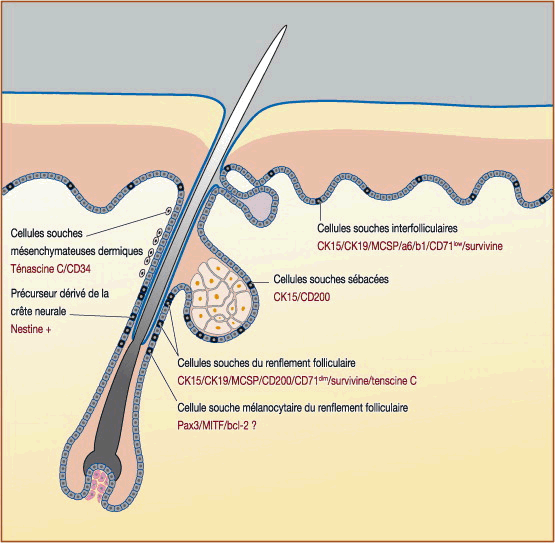 Cellules souches
mésenchymateuses dermiques
Ténascine C/CD34
Précurseur dérivé de la
crête neurale
Nestine +
Cellules souches interfolliculaires
CK15/CK19/MCSP/a6/b1/CD71low/survivine
Cellules souches sébacées
CK15/CD200
Cellules souches du renflement folliculaire
CK15/CK19/MCSP/CD200/CD71dim/survivine/tenscine C
Cellule souche mélanocytaire du renflement folliculaire
Pax3/MITF/bcl-2 ?